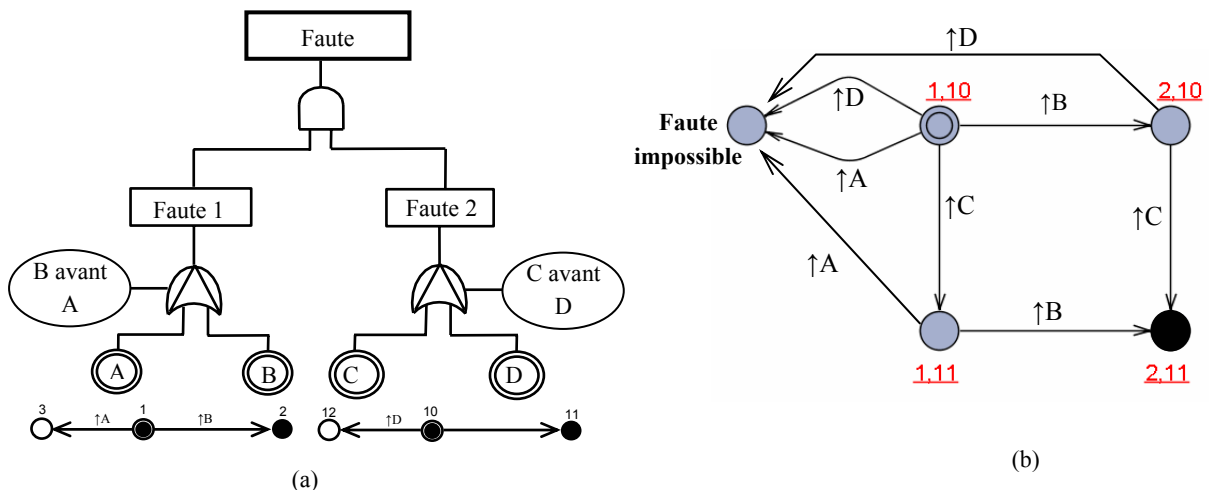 Faute
Faute 1
Faute 2
B avant
A
C avant
D
A
B
C
D
3
↑A
1
↑B
2
12
↑D
10
11
(a)
↑D
1,10
2,10
↑D
↑B
Faute
impossible
↑A
↑C
↑C
↑A
↑B
1,11
2,11
(b)